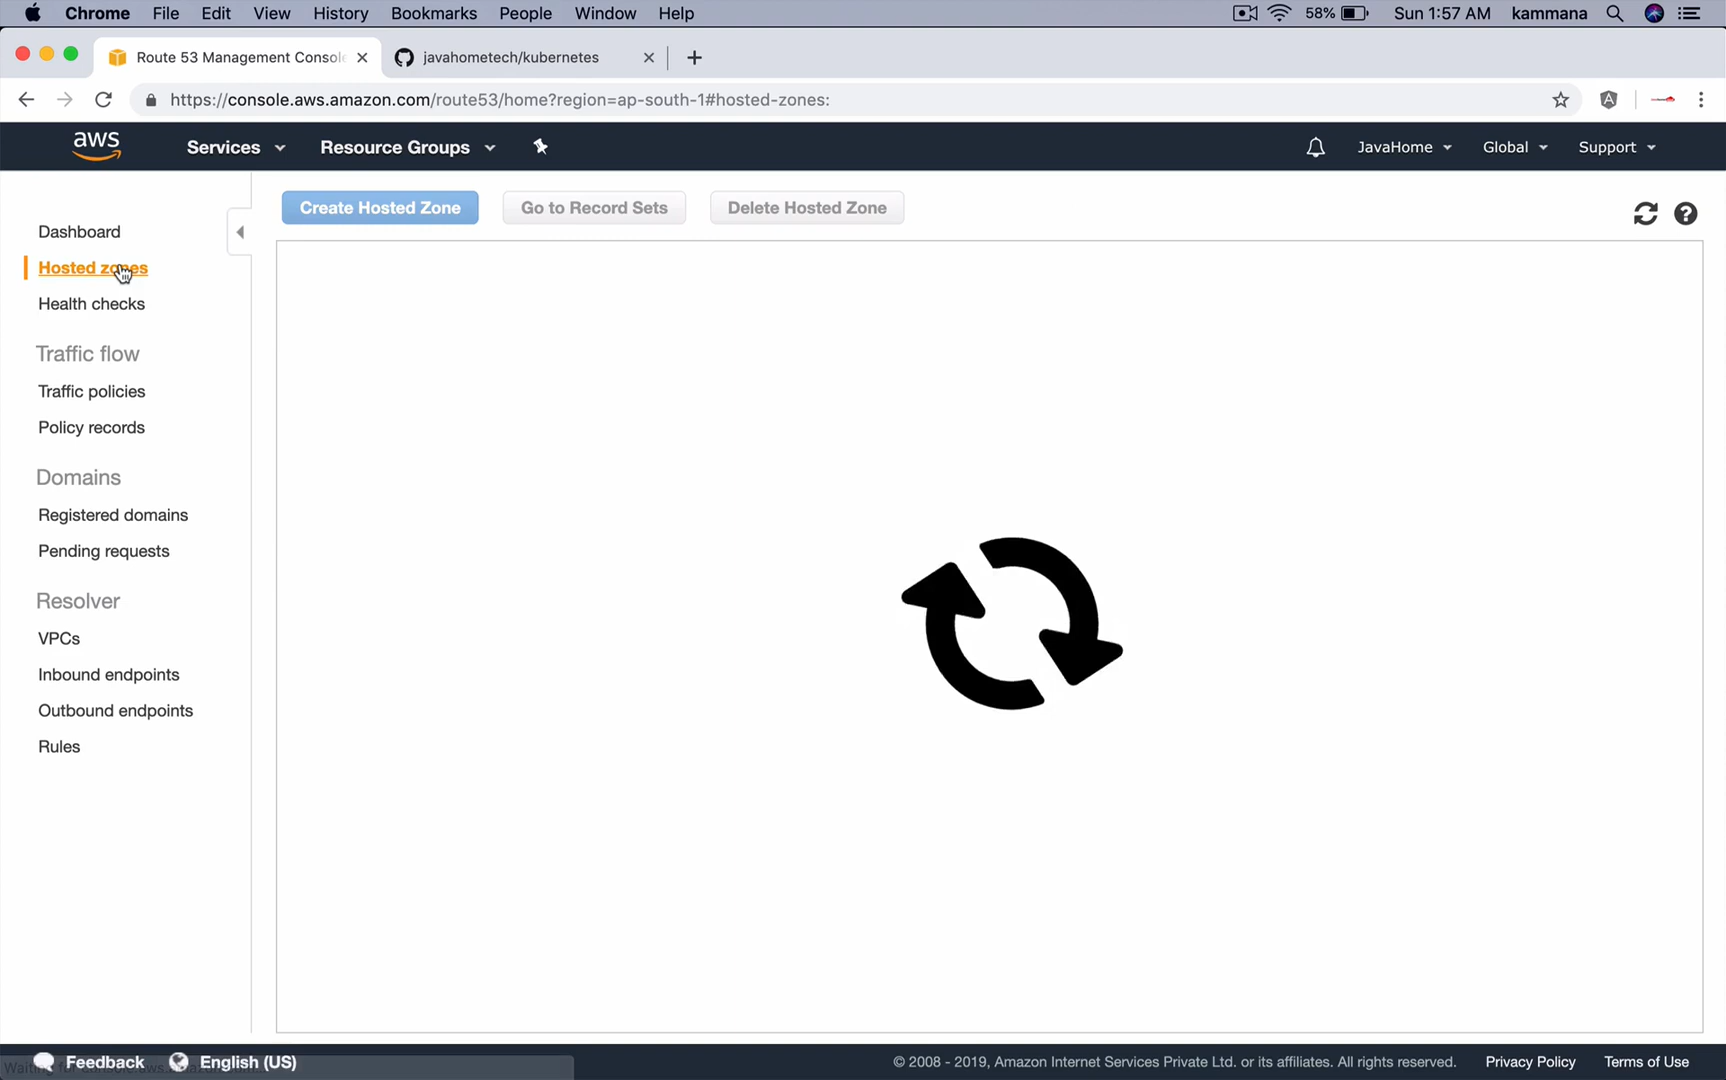 Chrome File Edit View History Bookmarks People Window Help 58% Sun 1:57 AM kammana
Route 53 Management Console javahometech/kubernetes
https://console.aws.amazon.com/route53/home?region=ap-south-1#hosted-zones:
aws Services Resource Groups JavaHome Global Support
Create Hosted Zone Go to Record Sets Delete Hosted Zone
Dashboard
Hosted zones
Health checks
Traffic flow
Traffic policies
Policy records
Domains
Registered domains
Pending requests
Resolver
VPCs
Inbound endpoints
Outbound endpoints
Rules
Feedback English (US) © 2008 - 2019, Amazon Internet Services Private Ltd. or its affiliates. All rights reserved. Privacy Policy Terms of Use